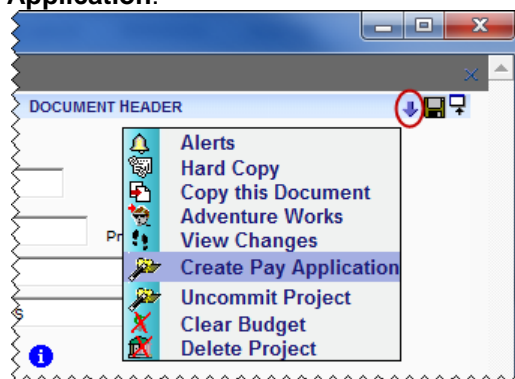 Application.
DOCUMENT HEADER
Alerts
Hard Copy
Copy this Document
Adventure Works
Pr
View Changes
Create Pay Application
Uncommit Project
s
Clear Budget
Delete Project